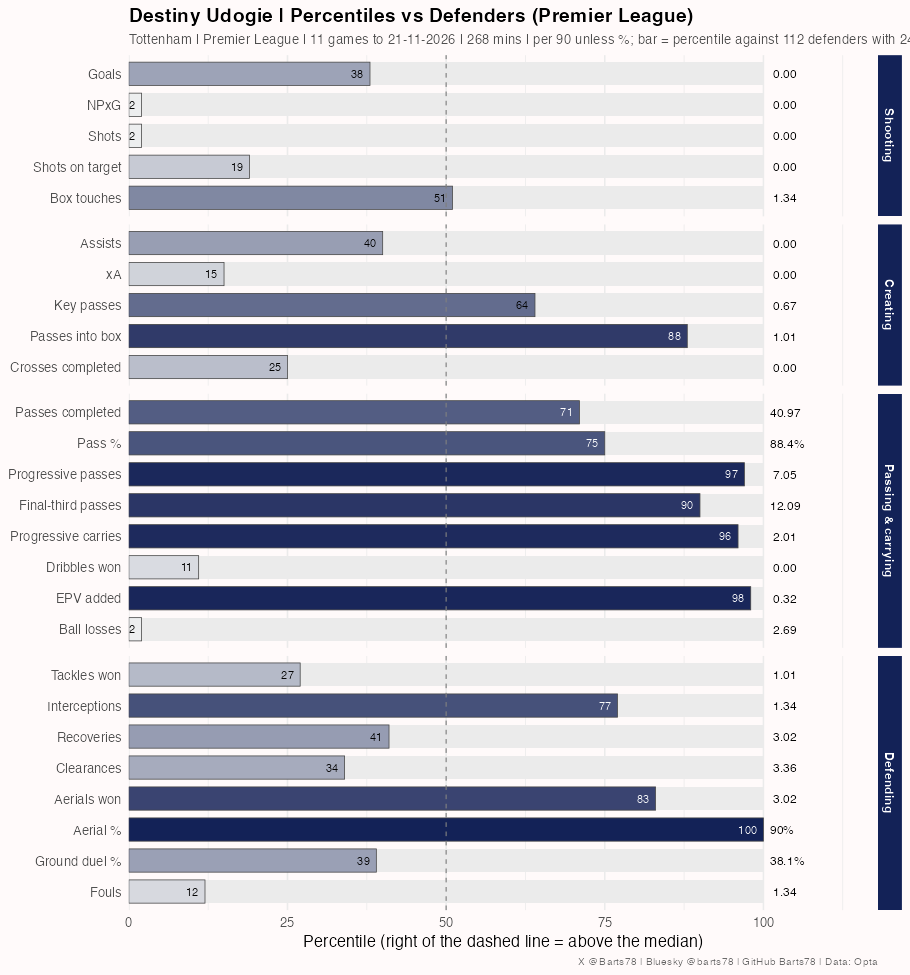 Destiny Udogie | Percentiles vs Defenders (Premier League)
Tottenham | Premier League | 11 games to 21-11-2026 | 268 mins | per 90 unless %; bar = percentile against 112 defenders with 24
Shooting
Goals 38 0.00
NPxG 2 0.00
Shots 2 0.00
Shots on target 19 0.00
Box touches 51 1.34
Creating
Assists 40 0.00
xA 15 0.00
Key passes 64 0.67
Passes into box 88 1.01
Crosses completed 25 0.00
Passing & carrying
Passes completed 71 40.97
Pass % 75 88.4%
Progressive passes 97 7.05
Final-third passes 90 12.09
Progressive carries 96 2.01
Dribbles won 11 0.00
EPV added 98 0.32
Ball losses 2 2.69
Defending
Tackles won 27 1.01
Interceptions 77 1.34
Recoveries 41 3.02
Clearances 34 3.36
Aerials won 83 3.02
Aerial % 100 90%
Ground duel % 39 38.1%
Fouls 12 1.34
0 25 50 75 100
Percentile (right of the dashed line = above the median)
X @Barts78 | Bluesky @barts78 | GitHub Barts78 | Data: Opta